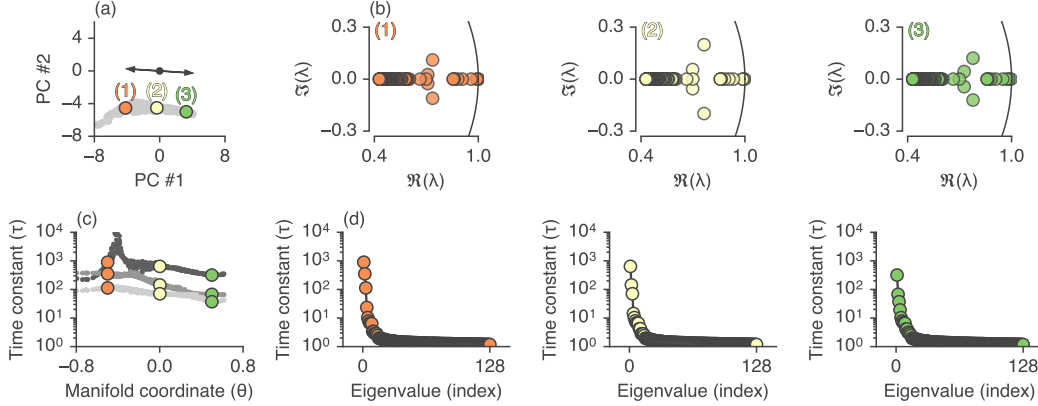 (a)
PC #2
4
0
−4
−8
(1) (2) (3)
−8 0 8
PC #1
(b)
ℑ(λ)
0.3
0.0
−0.3
(1)
0.4 1.0
ℜ(λ)
ℑ(λ)
0.3
0.0
−0.3
(2)
0.4 1.0
ℜ(λ)
ℑ(λ)
0.3
0.0
−0.3
(3)
0.4 1.0
ℜ(λ)
(c)
Time constant (τ)
10⁴
10³
10²
10¹
10⁰
−0.8 0.0 0.8
Manifold coordinate (θ)
(d)
Time constant (τ)
10⁴
10³
10²
10¹
10⁰
0 128
Eigenvalue (index)
Time constant (τ)
10⁴
10³
10²
10¹
10⁰
0 128
Eigenvalue (index)
Time constant (τ)
10⁴
10³
10²
10¹
10⁰
0 128
Eigenvalue (index)